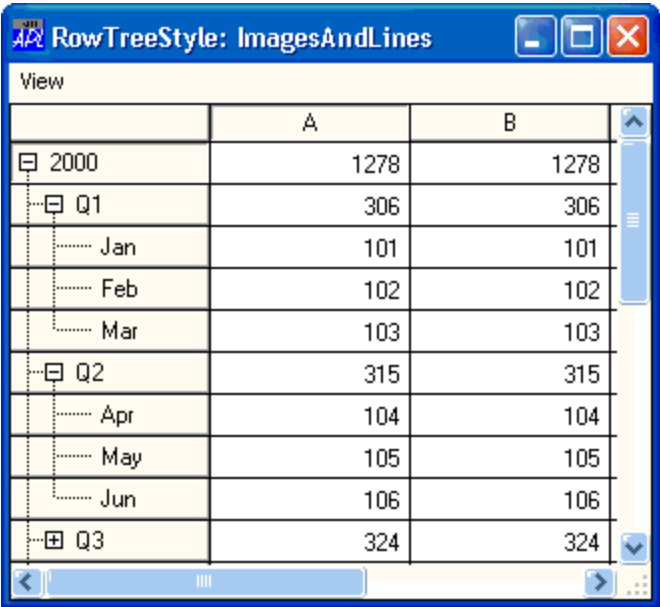 APL RowTreeStyle: ImagesAndLines
View
A B
2000 1278 1278
Q1 306 306
Jan 101 101
Feb 102 102
Mar 103 103
Q2 315 315
Apr 104 104
May 105 105
Jun 106 106
Q3 324 324